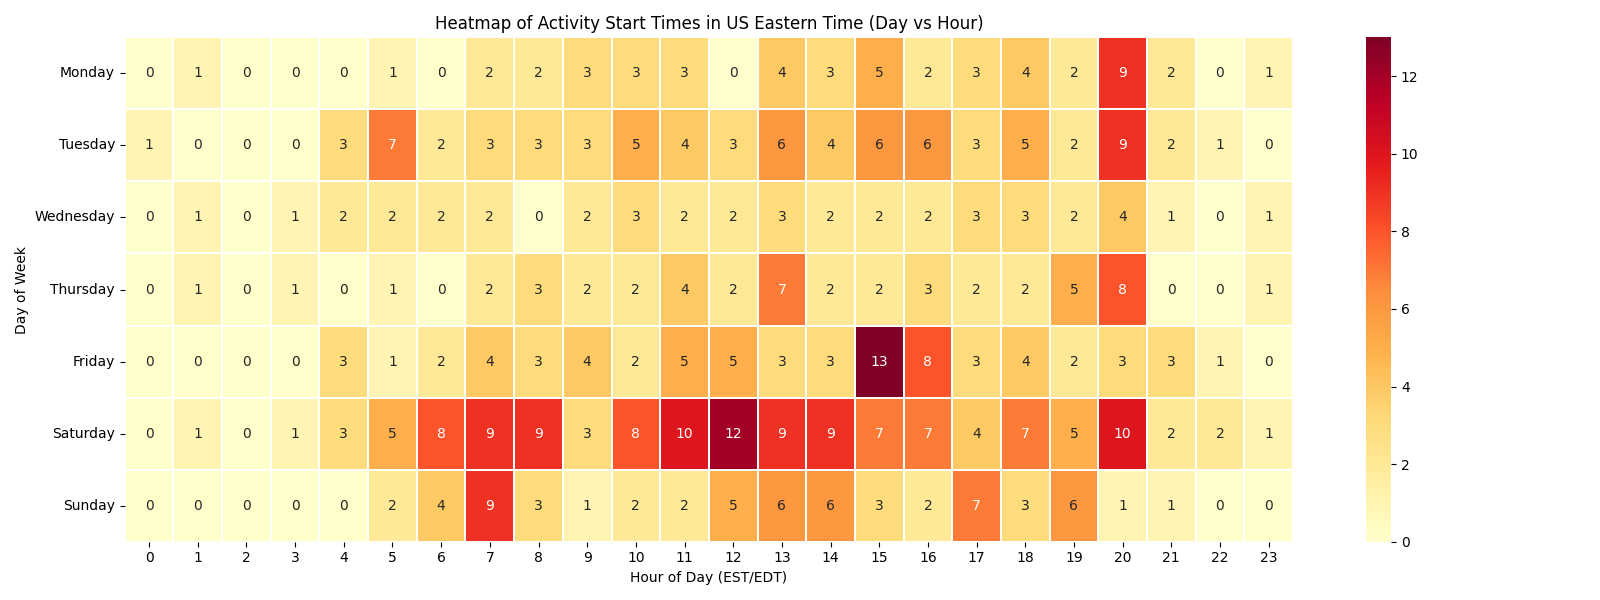 Heatmap of Activity Start Times in US Eastern Time (Day vs Hour)
Day of Week
Monday 0 1 0 0 0 1 0 2 2 3 3 3 0 4 3 5 2 3 4 2 9 2 0 1
Tuesday 1 0 0 0 3 7 2 3 3 3 5 4 3 6 4 6 6 3 5 2 9 2 1 0
Wednesday 0 1 0 1 2 2 2 2 0 2 3 2 2 3 2 2 2 3 3 2 4 1 0 1
Thursday 0 1 0 1 0 1 0 2 3 2 2 4 2 7 2 2 3 2 2 5 8 0 0 1
Friday 0 0 0 0 3 1 2 4 3 4 2 5 5 3 3 13 8 3 4 2 3 3 1 0
Saturday 0 1 0 1 3 5 8 9 9 3 8 10 12 9 9 7 7 4 7 5 10 2 2 1
Sunday 0 0 0 0 0 2 4 9 3 1 2 2 5 6 6 3 2 7 3 6 1 1 0 0
0 1 2 3 4 5 6 7 8 9 10 11 12 13 14 15 16 17 18 19 20 21 22 23
Hour of Day (EST/EDT)
12
10
8
6
4
2
0